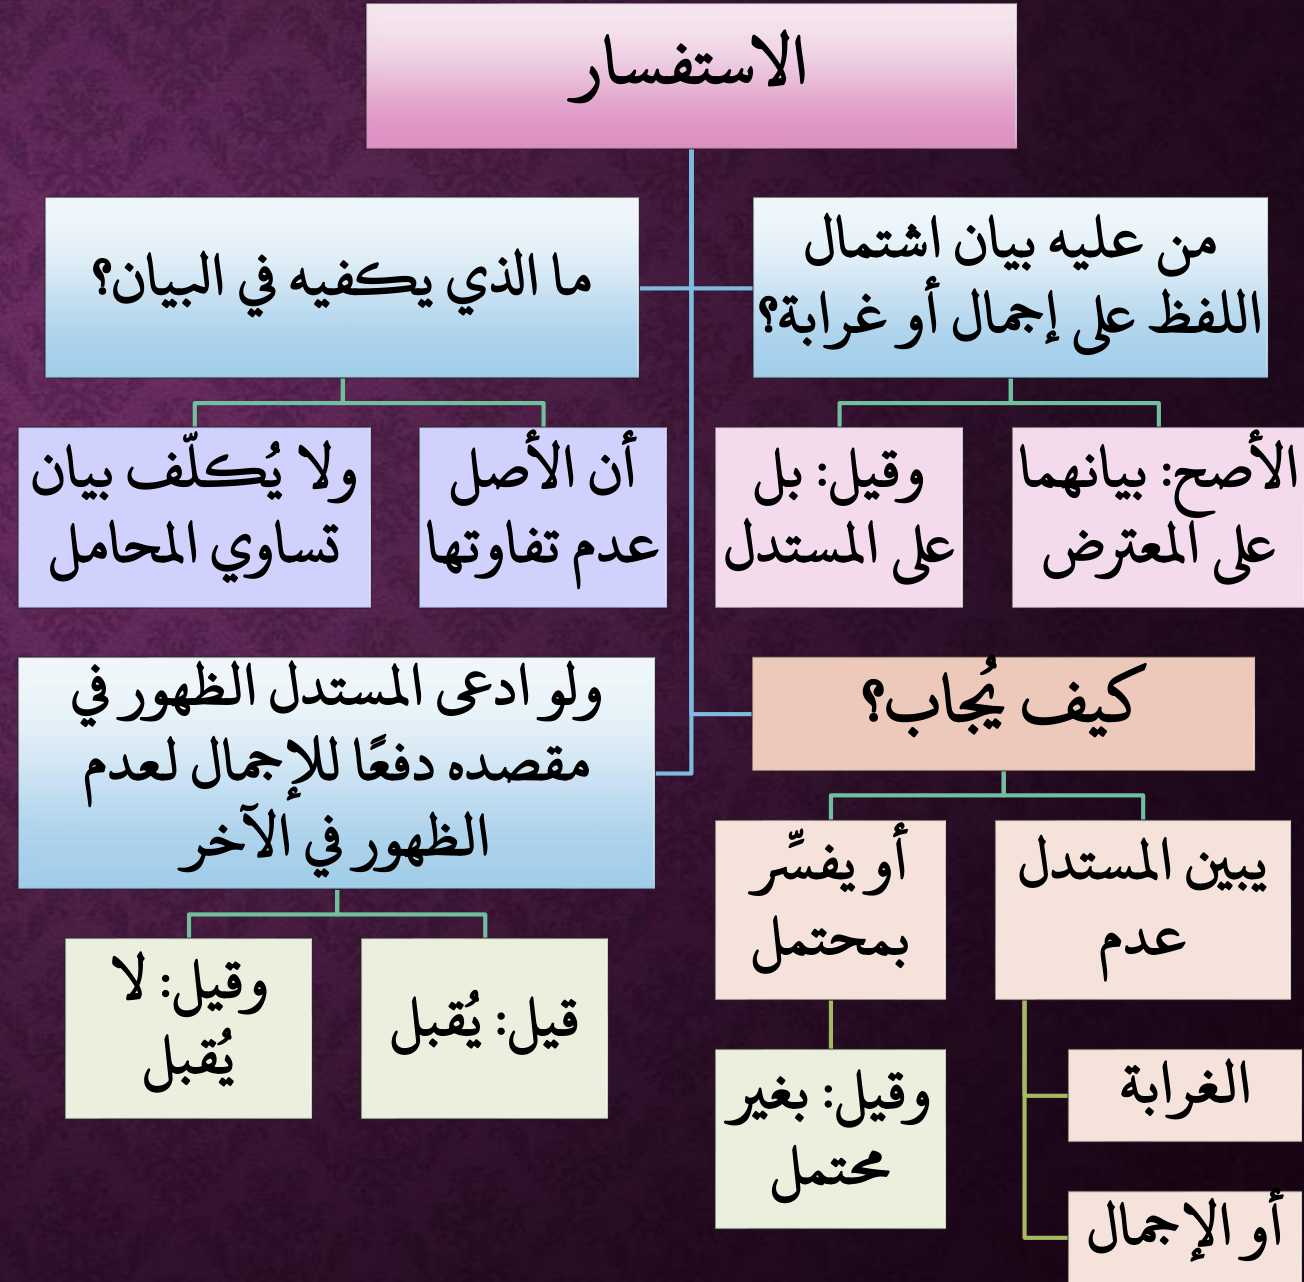 الاستفسار
من عليه بيان اشتمال
اللفظ على إجمال أو غرابة؟
الأصح: بيانهما
على المعترض
وقيل: بل
على المستدل
ما الذي يكفيه في البيان؟
أن الأصل
عدم تفاوتها
ولا يُكلّف بيان
تساوي المحامل
كيف يُجاب؟
يبين المستدل
عدم
الغرابة
أو الإجمال
أو يفسِّر
بمحتمل
وقيل: بغير
محتمل
ولو ادعى المستدل الظهور في
مقصده دفعًا للإجمال لعدم
الظهور في الآخر
قيل: يُقبل
وقيل: لا
يُقبل